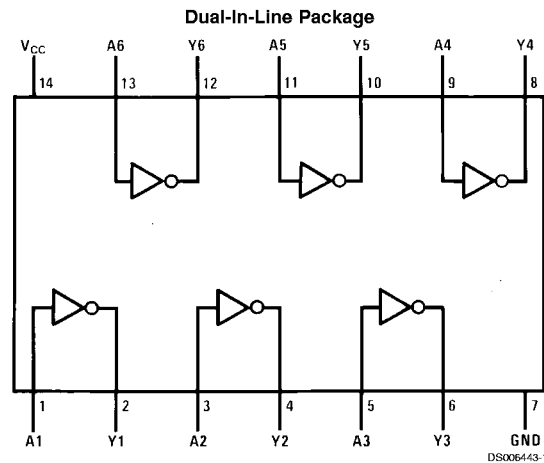 Dual-In-Line Package
VCC A6 Y6 A5 Y5 A4 Y4
14 13 12 11 10 9 8
1 2 3 4 5 6 7
A1 Y1 A2 Y2 A3 Y3 GND
DS006443-1